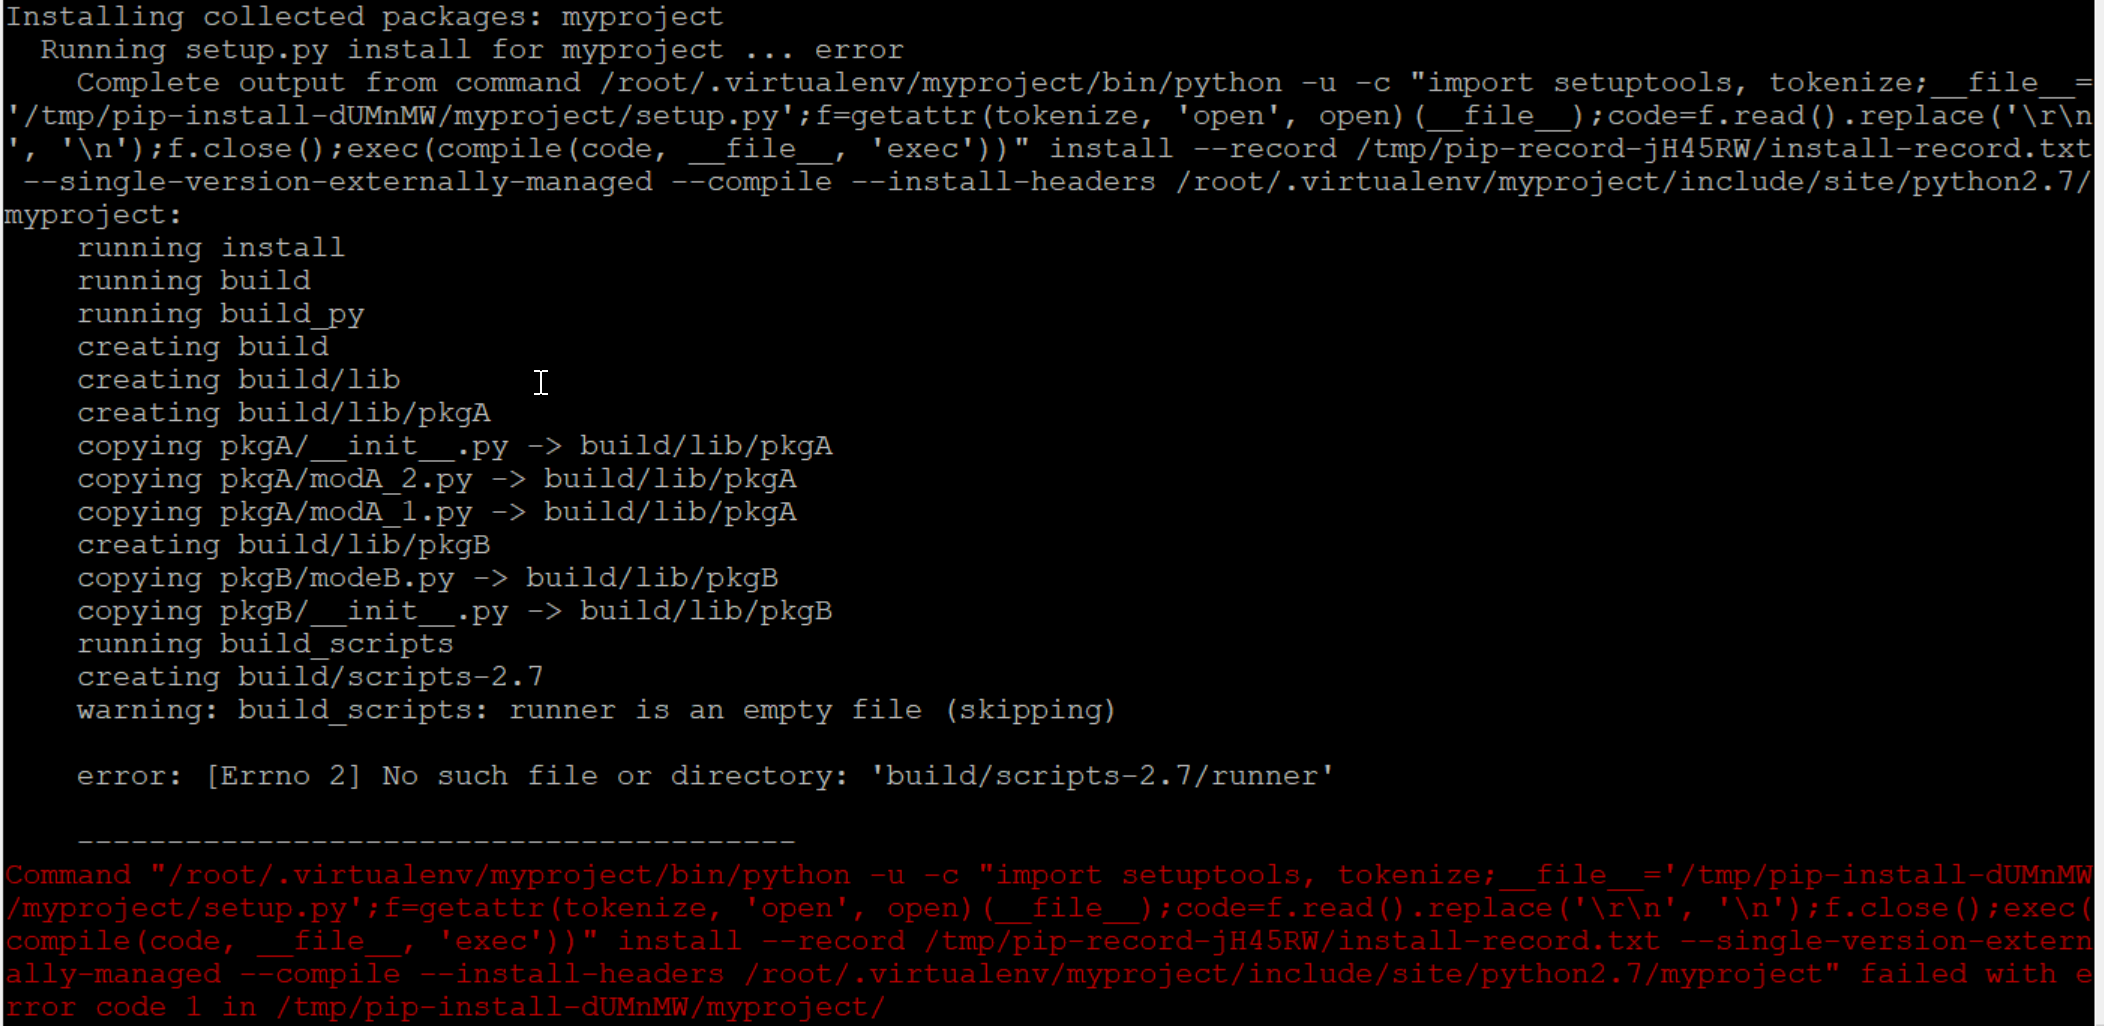 Installing collected packages: myproject
  Running setup.py install for myproject ... error
    Complete output from command /root/.virtualenv/myproject/bin/python -u -c "import setuptools, tokenize;__file__=
'/tmp/pip-install-dUMnMW/myproject/setup.py';f=getattr(tokenize, 'open', open)(__file__);code=f.read().replace('\r\n
', '\n');f.close();exec(compile(code, __file__, 'exec'))" install --record /tmp/pip-record-jH45RW/install-record.txt
 --single-version-externally-managed --compile --install-headers /root/.virtualenv/myproject/include/site/python2.7/
myproject:
    running install
    running build
    running build_py
    creating build
    creating build/lib
    creating build/lib/pkgA
    copying pkgA/__init__.py -> build/lib/pkgA
    copying pkgA/modA_2.py -> build/lib/pkgA
    copying pkgA/modA_1.py -> build/lib/pkgA
    creating build/lib/pkgB
    copying pkgB/modeB.py -> build/lib/pkgB
    copying pkgB/__init__.py -> build/lib/pkgB
    running build_scripts
    creating build/scripts-2.7
    warning: build_scripts: runner is an empty file (skipping)
    error: [Errno 2] No such file or directory: 'build/scripts-2.7/runner'
    ----------------------------------------
Command "/root/.virtualenv/myproject/bin/python -u -c "import setuptools, tokenize;__file__='/tmp/pip-install-dUMnMW
/myproject/setup.py';f=getattr(tokenize, 'open', open)(__file__);code=f.read().replace('\r\n', '\n');f.close();exec(
compile(code, __file__, 'exec'))" install --record /tmp/pip-record-jH45RW/install-record.txt --single-version-extern
ally-managed --compile --install-headers /root/.virtualenv/myproject/include/site/python2.7/myproject" failed with e
rror code 1 in /tmp/pip-install-dUMnMW/myproject/